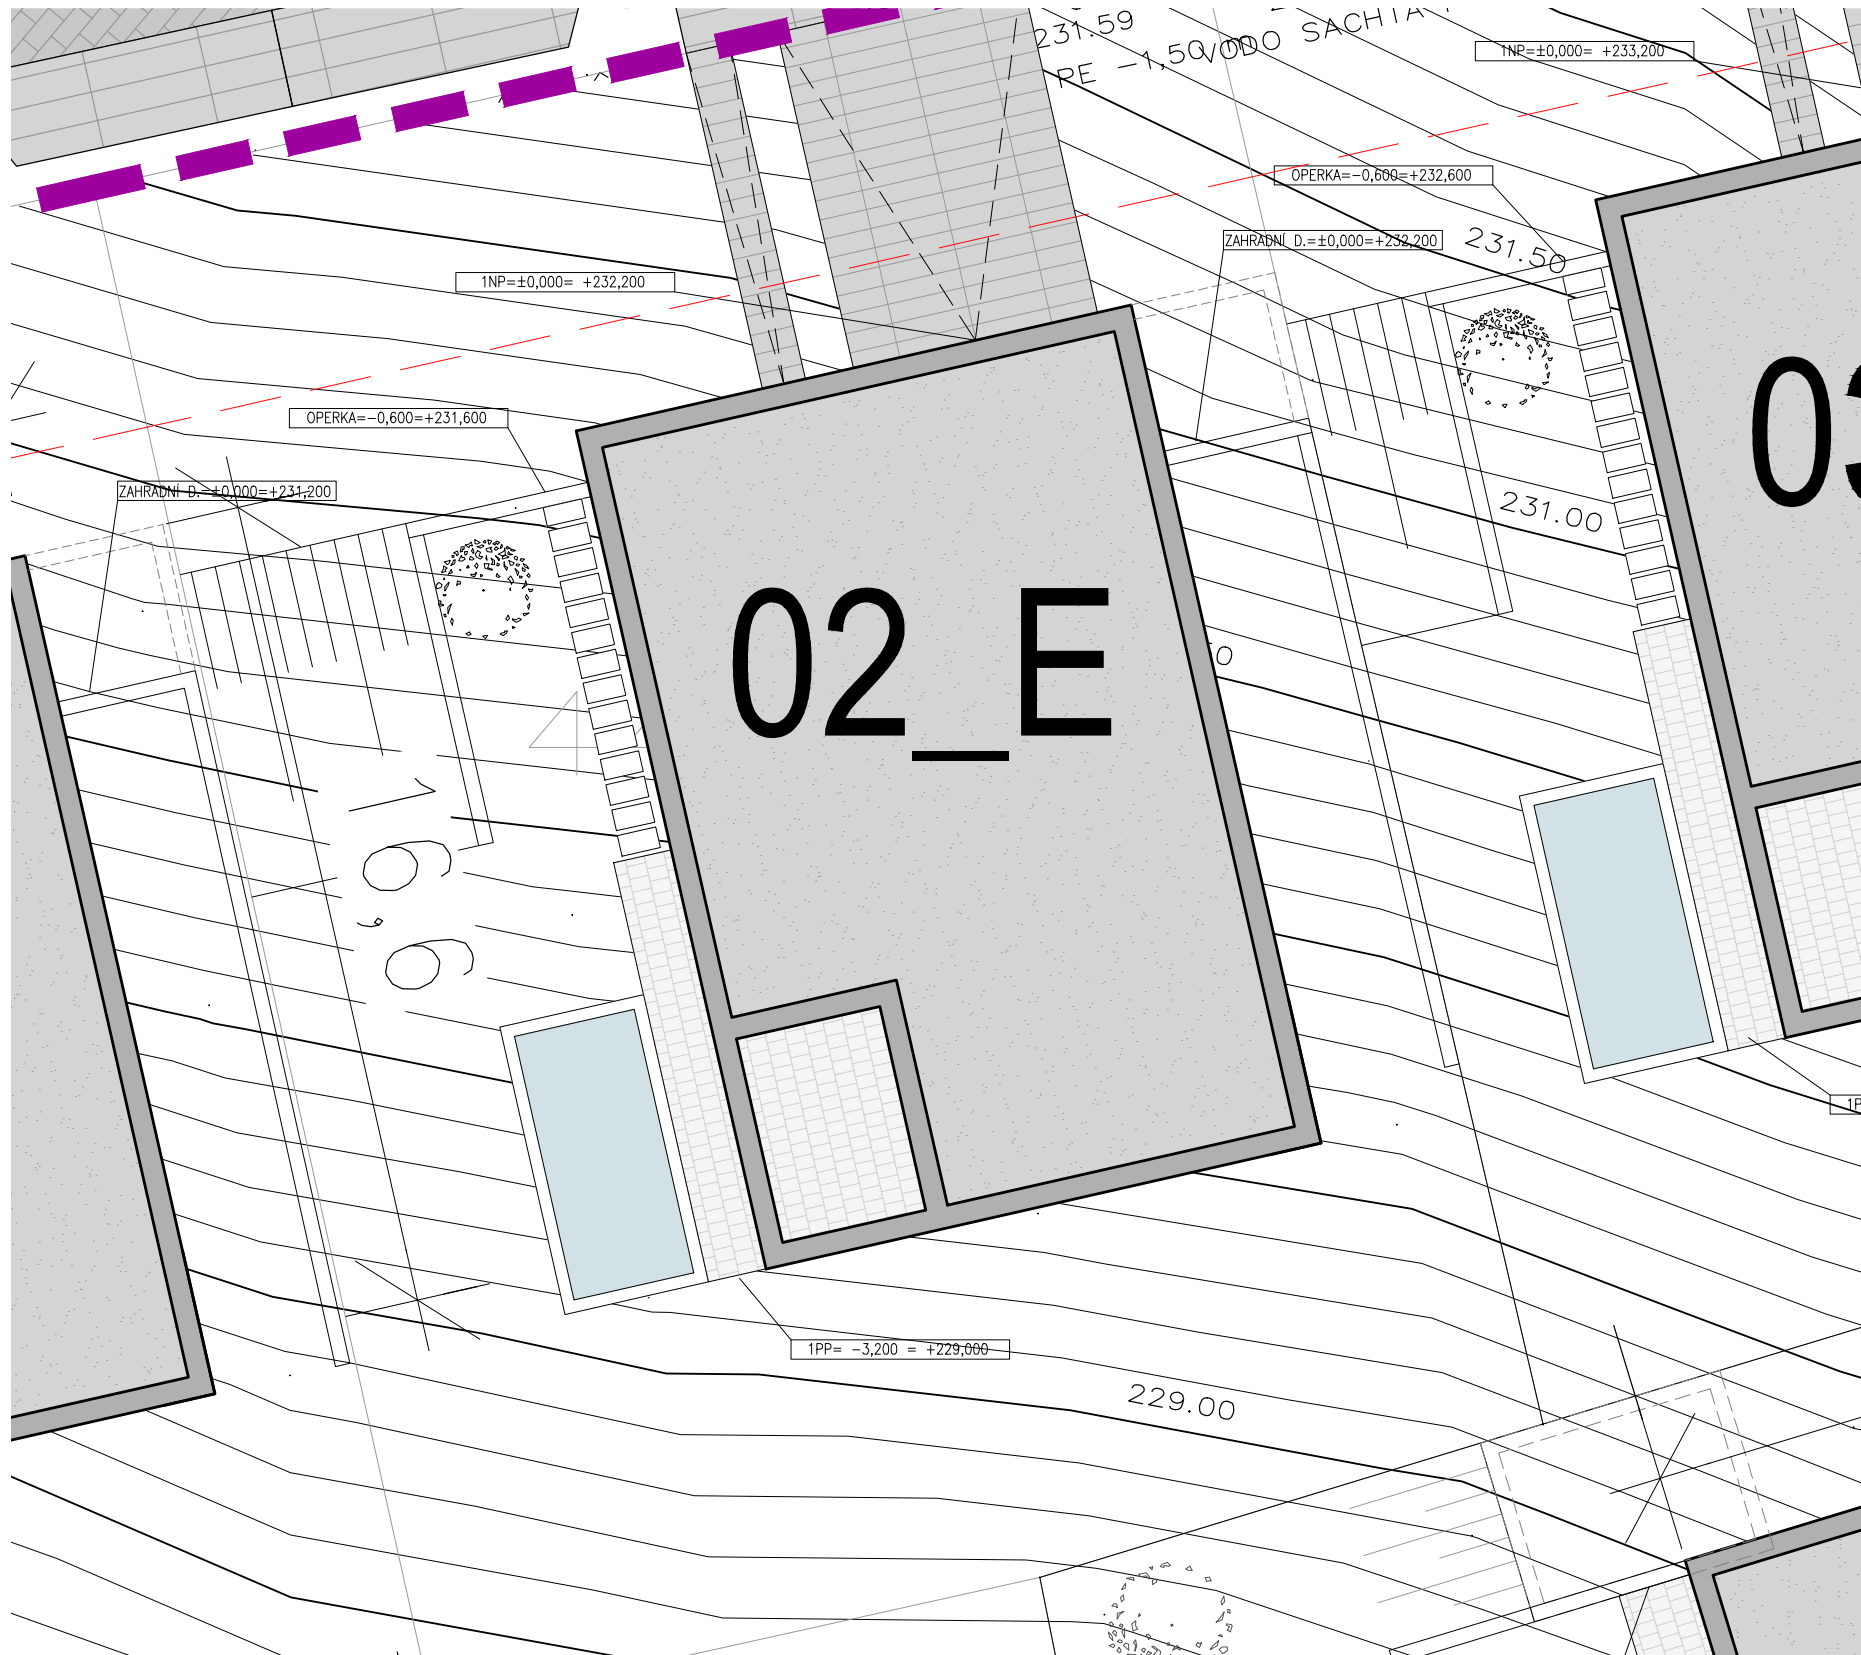 231.59
VODO SACHTA
PE -1,50 m
1NP=±0,000= +233,200
OPERKA=-0,600=+232,600
ZAHRADNÍ D.=±0,000=+232,200
231.50
1NP=±0,000= +232,200
OPERKA=-0,600=+231,600
ZAHRADNÍ D.=±0,000=+231,200
03
231.00
02_E
0
1P
1PP= -3,200 = +229,000
229.00